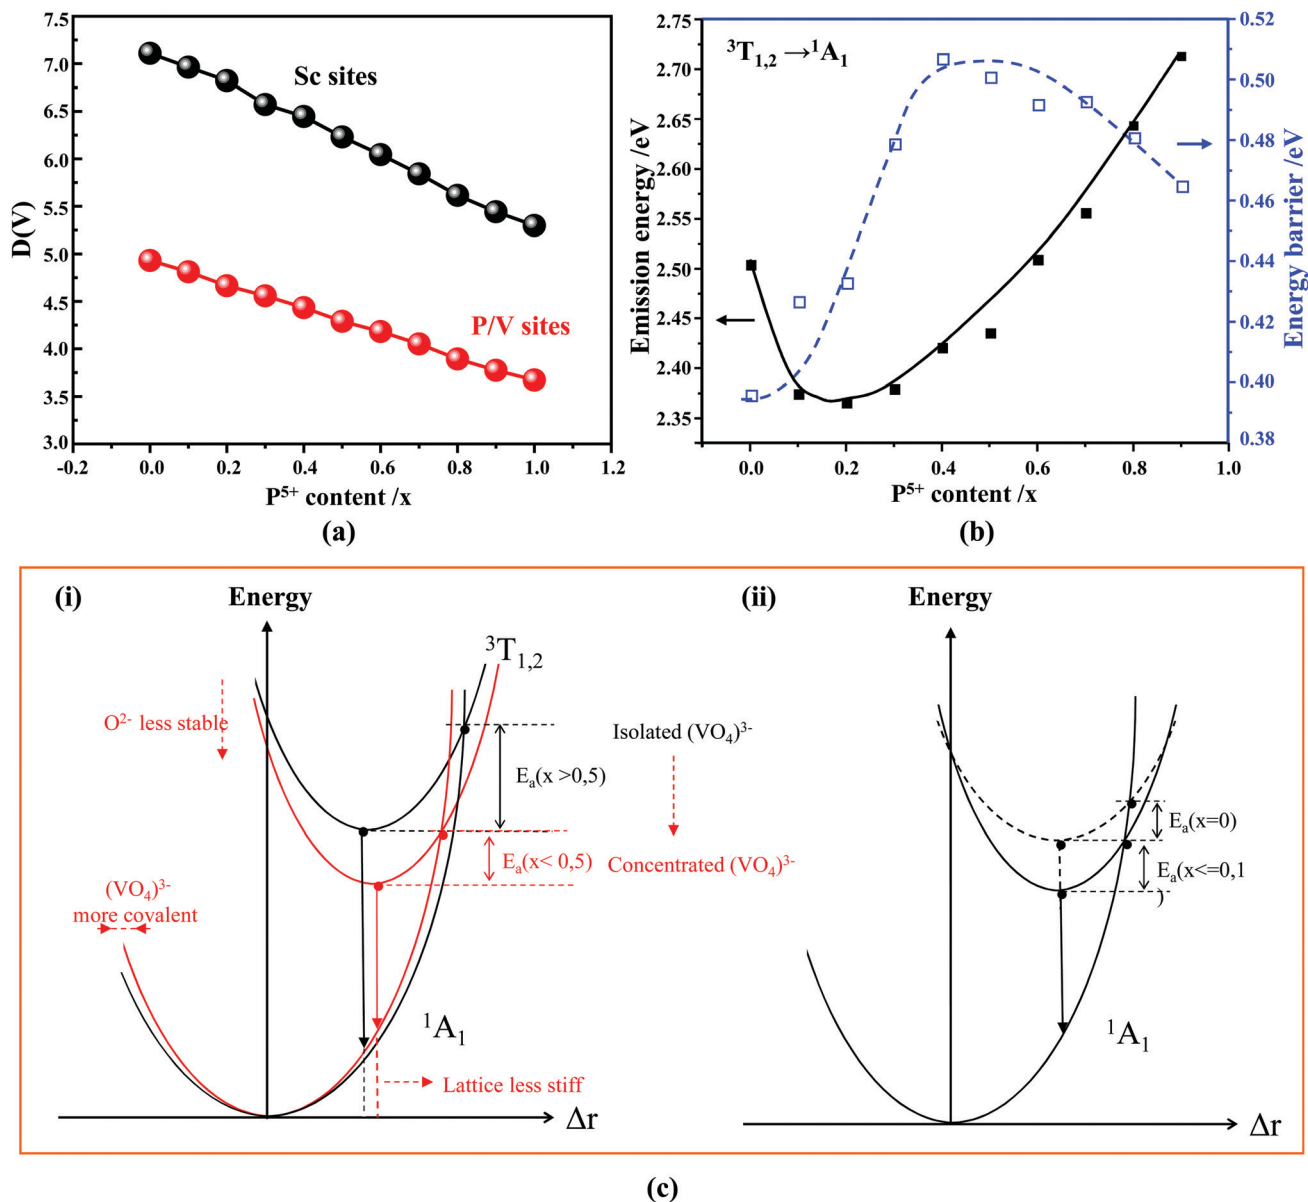 7.5
7.0
6.5
6.0
5.5
5.0
4.5
4.0
3.5
3.0
D(V)
Sc sites
P/V sites
-0.2 0.0 0.2 0.4 0.6 0.8 1.0 1.2
P⁵⁺ content /x
(a)
2.75
2.70
2.65
2.60
2.55
2.50
2.45
2.40
2.35
Emission energy /eV
³T₁,₂→¹A₁
0.52
0.50
0.48
0.46
0.44
0.42
0.40
0.38
Energy barrier /eV
0.0 0.2 0.4 0.6 0.8 1.0
P⁵⁺ content /x
(b)
(i)
Energy
³T₁,₂
O²⁻ less stable
Eₐ(x >0,5)
Eₐ(x< 0,5)
(VO₄)³⁻
more covalent
¹A₁
Lattice less stiff
Δr
Isolated (VO₄)³⁻
Concentrated (VO₄)³⁻
(ii)
Energy
Eₐ(x=0)
Eₐ(x<=0,1
)
¹A₁
Δr
(c)